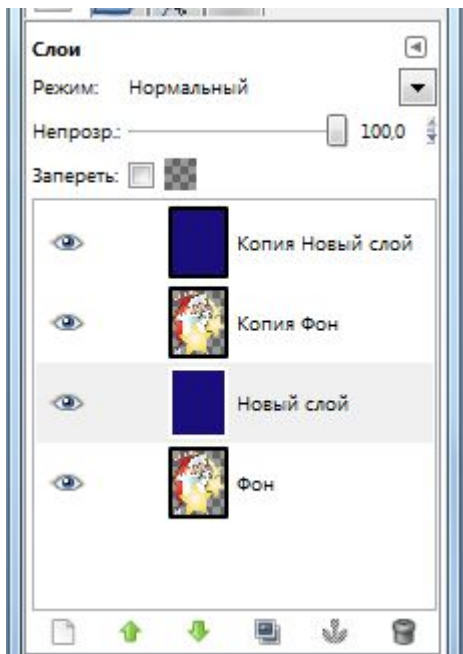 Слои
Режим: Нормальный
Непрозр.: 100,0
Запереть:
Копия Новый слой
Копия Фон
Новый слой
Фон